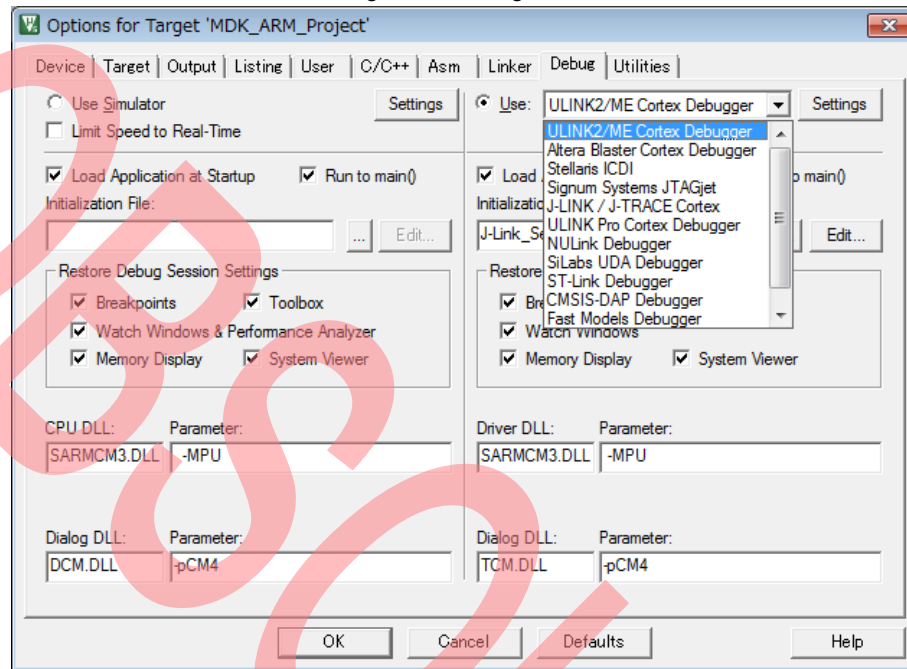 Options for Target 'MDK_ARM_Project'
Device Target Output Listing User C/C++ Asm Linker Debug Utilities
Use Simulator Settings
Limit Speed to Real-Time
Load Application at Startup Run to main()
Initialization File:
... Edit...
Restore Debug Session Settings
Breakpoints Toolbox
Watch Windows & Performance Analyzer
Memory Display System Viewer
CPU DLL: Parameter:
SARMCM3.DLL -MPU
Dialog DLL: Parameter:
DCM.DLL -pCM4
Use: ULINK2/ME Cortex Debugger Settings
ULINK2/ME Cortex Debugger
Altera Blaster Cortex Debugger
Stellaris ICDI
Signum Systems JTAGjet
J-LINK / J-TRACE Cortex
ULINK Pro Cortex Debugger
NULink Debugger
SiLabs UDA Debugger
ST-Link Debugger
CMSIS-DAP Debugger
Fast Models Debugger
Load main()
Edit...
Restore
Watch Windows
Memory Display System Viewer
Driver DLL: Parameter:
SARMCM3.DLL -MPU
Dialog DLL: Parameter:
TCM.DLL -pCM4
OK Cancel Defaults Help